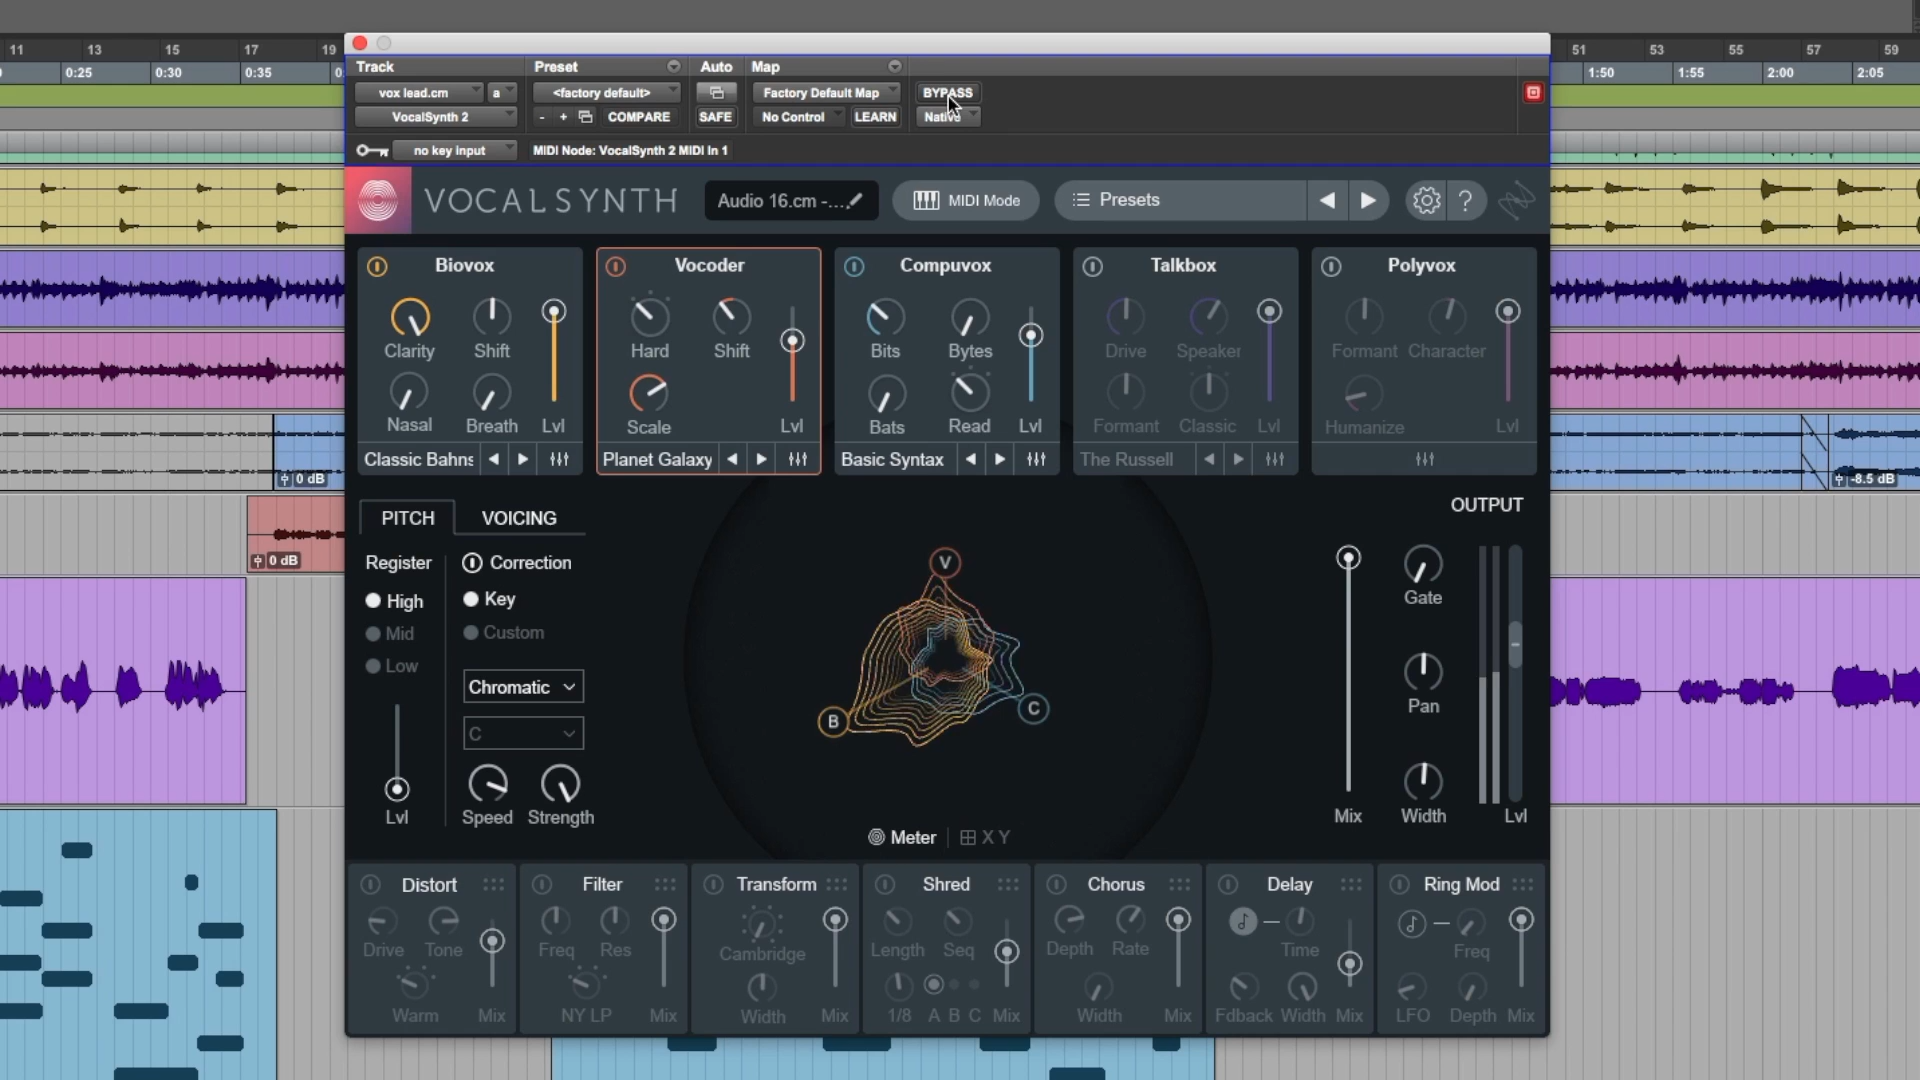 11 13 15 17 19 51 53 55 57 59
0:25 0:30 0:35 0 1:50 1:55 2:00 2:05
Track Preset Auto Map
vox lead.cm a <factory default> Factory Default Map BYPASS
VocalSynth 2 - + COMPARE SAFE No Control LEARN Native
no key input MIDI Node: VocalSynth 2 MIDI In 1
VOCALSYNTH Audio 16.cm -.... MIDI Mode Presets ?
Biovox Vocoder Compuvox Talkbox Polyvox
Clarity Shift Hard Shift Bits Bytes Drive Speaker Formant Character
Nasal Breath Lvl Scale Lvl Bats Read Lvl Formant Classic Lvl Humanize Lvl
Classic Bahns Planet Galaxy Basic Syntax The Russell
0 dB -8.5 dB
0 dB
PITCH VOICING OUTPUT
Register Correction
High Key
Mid Custom
Low
Chromatic
C
Speed Strength
Lvl
V
B C
Gate
Pan
Mix Width Lvl
Meter X Y
Distort Filter Transform Shred Chorus Delay Ring Mod
Drive Tone Freq Res Cambridge Length Seq Depth Rate Time Freq
Warm Mix NY LP Mix Width Mix 1/8 A B C Mix Width Mix Fdback Width Mix LFO Depth Mix